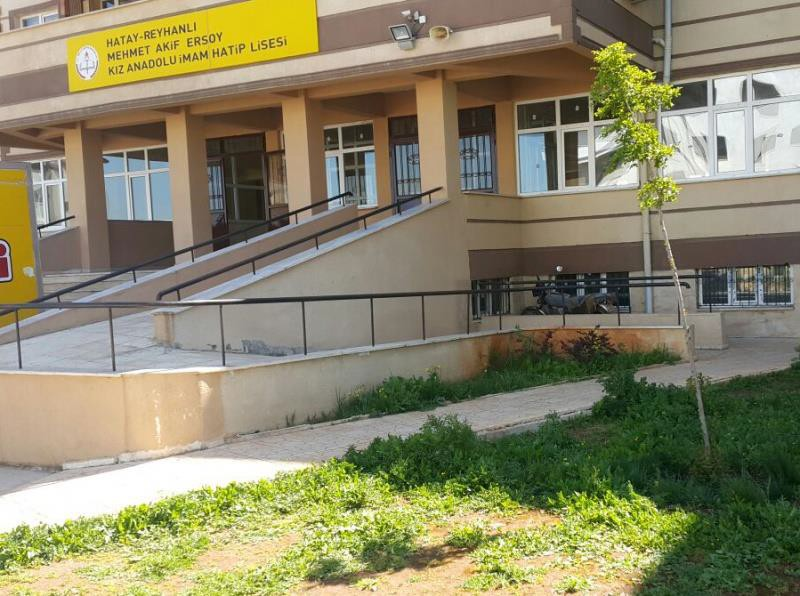 HATAY-REYHANLI
MEHMET AKİF ERSOY
KIZ ANADOLU İMAM HATİP LİSESİ